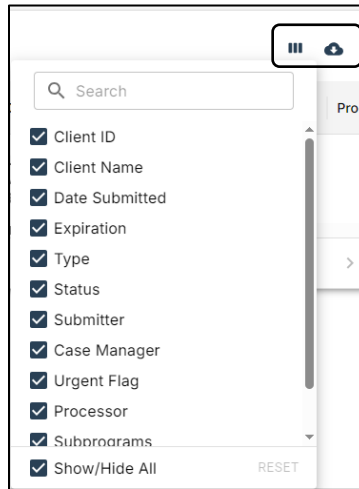 Search
Pro
Client ID
Client Name
Date Submitted
Expiration
Type
Status
Submitter
Case Manager
Urgent Flag
Processor
Subprograms
Show/Hide All RESET